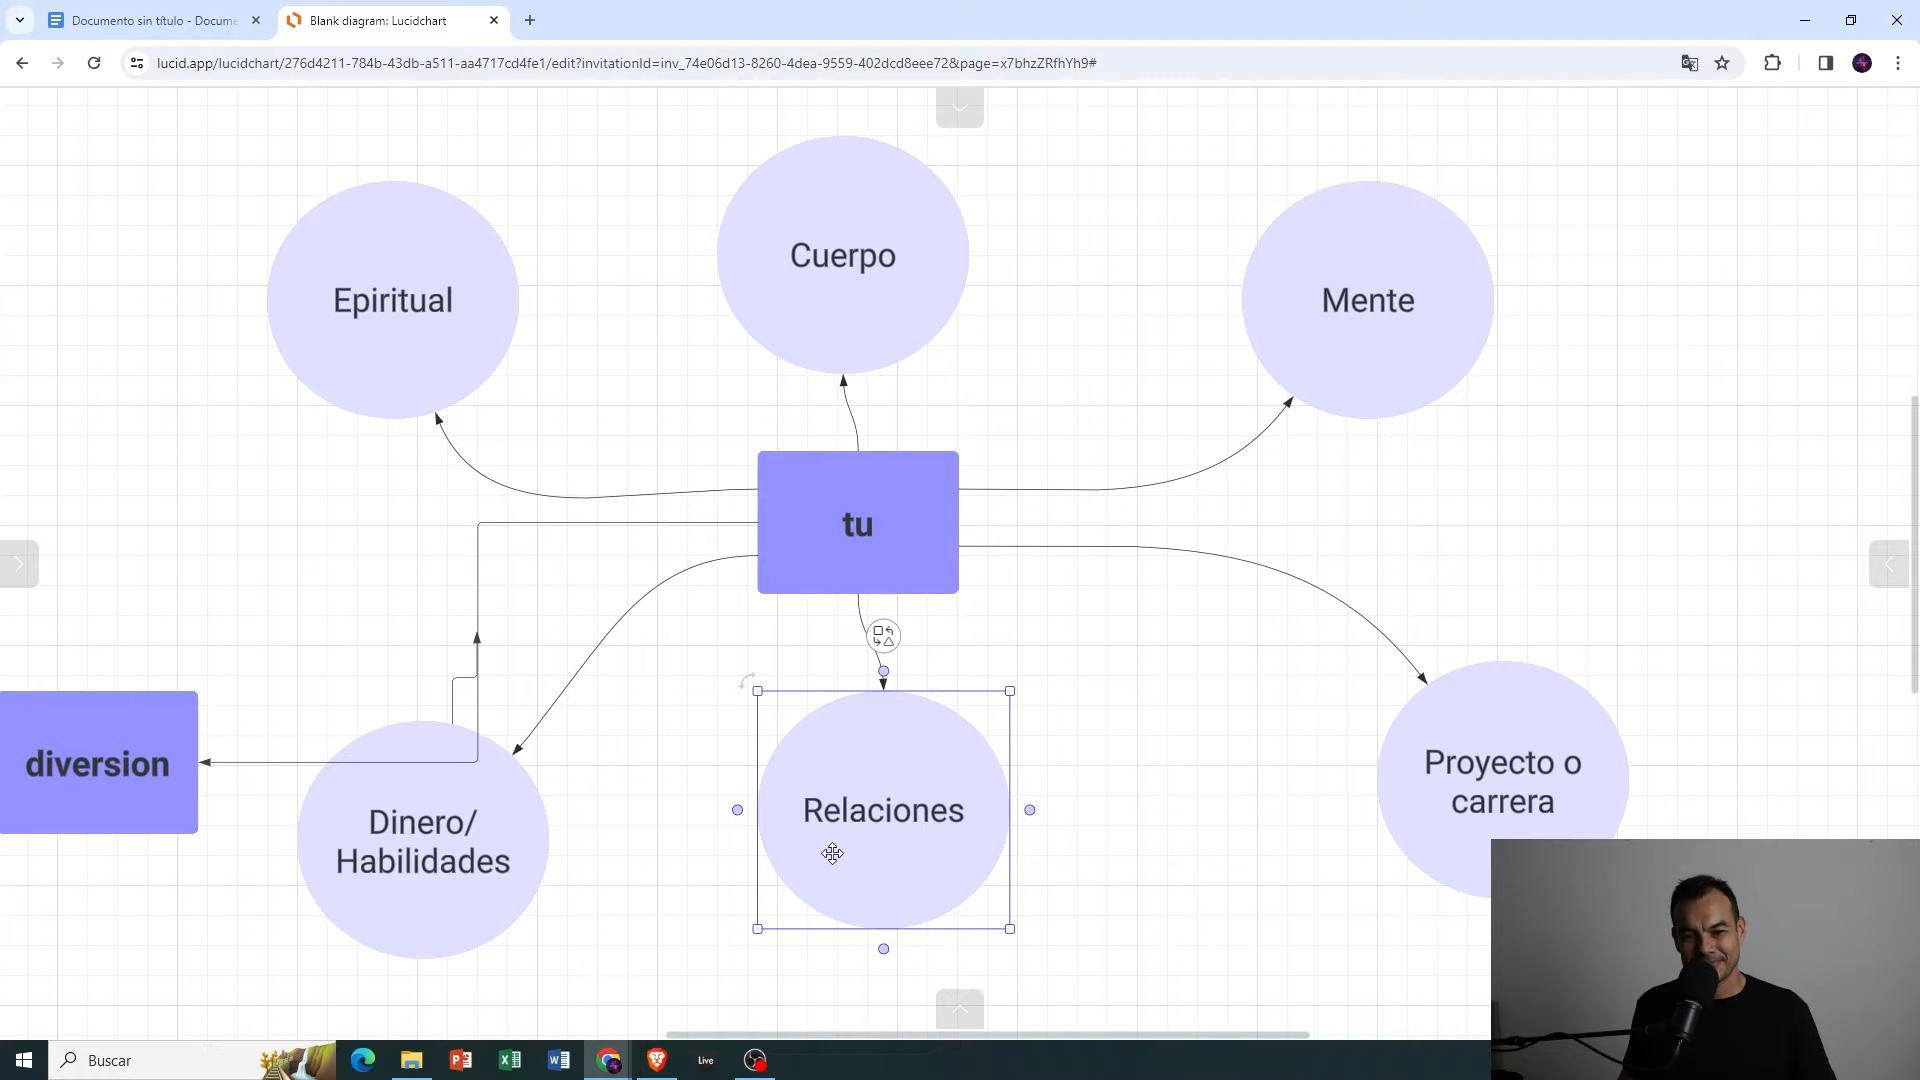 Documento sin título - Docume
Blank diagram: Lucidchart
lucid.app/lucidchart/276d4211-784b-43db-a511-aa4717cd4fe1/edit?invitationId=inv_74e06d13-8260-4dea-9559-402dcd8eee72&page=x7bhzZRfhYh9#
Cuerpo
Epiritual
Mente
tu
diversion
Proyecto o
carrera
Relaciones
Dinero/
Habilidades
Buscar
Live